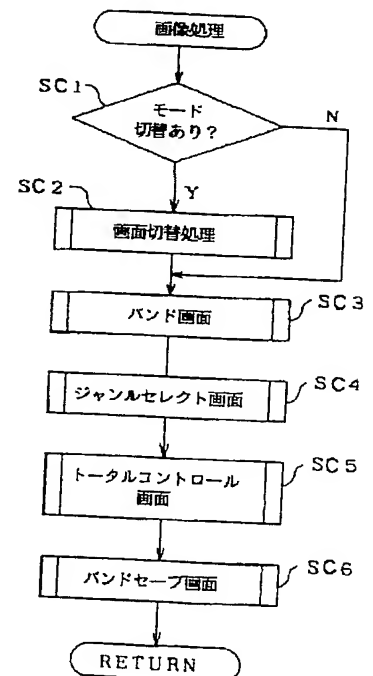 画像処理
SC1
モード
切替あり?
N
Y
SC2
画面切替処理
バンド画面
SC3
ジャンルセレクト画面
SC4
トータルコントロール
画面
SC5
バンドセーブ画面
SC6
RETURN